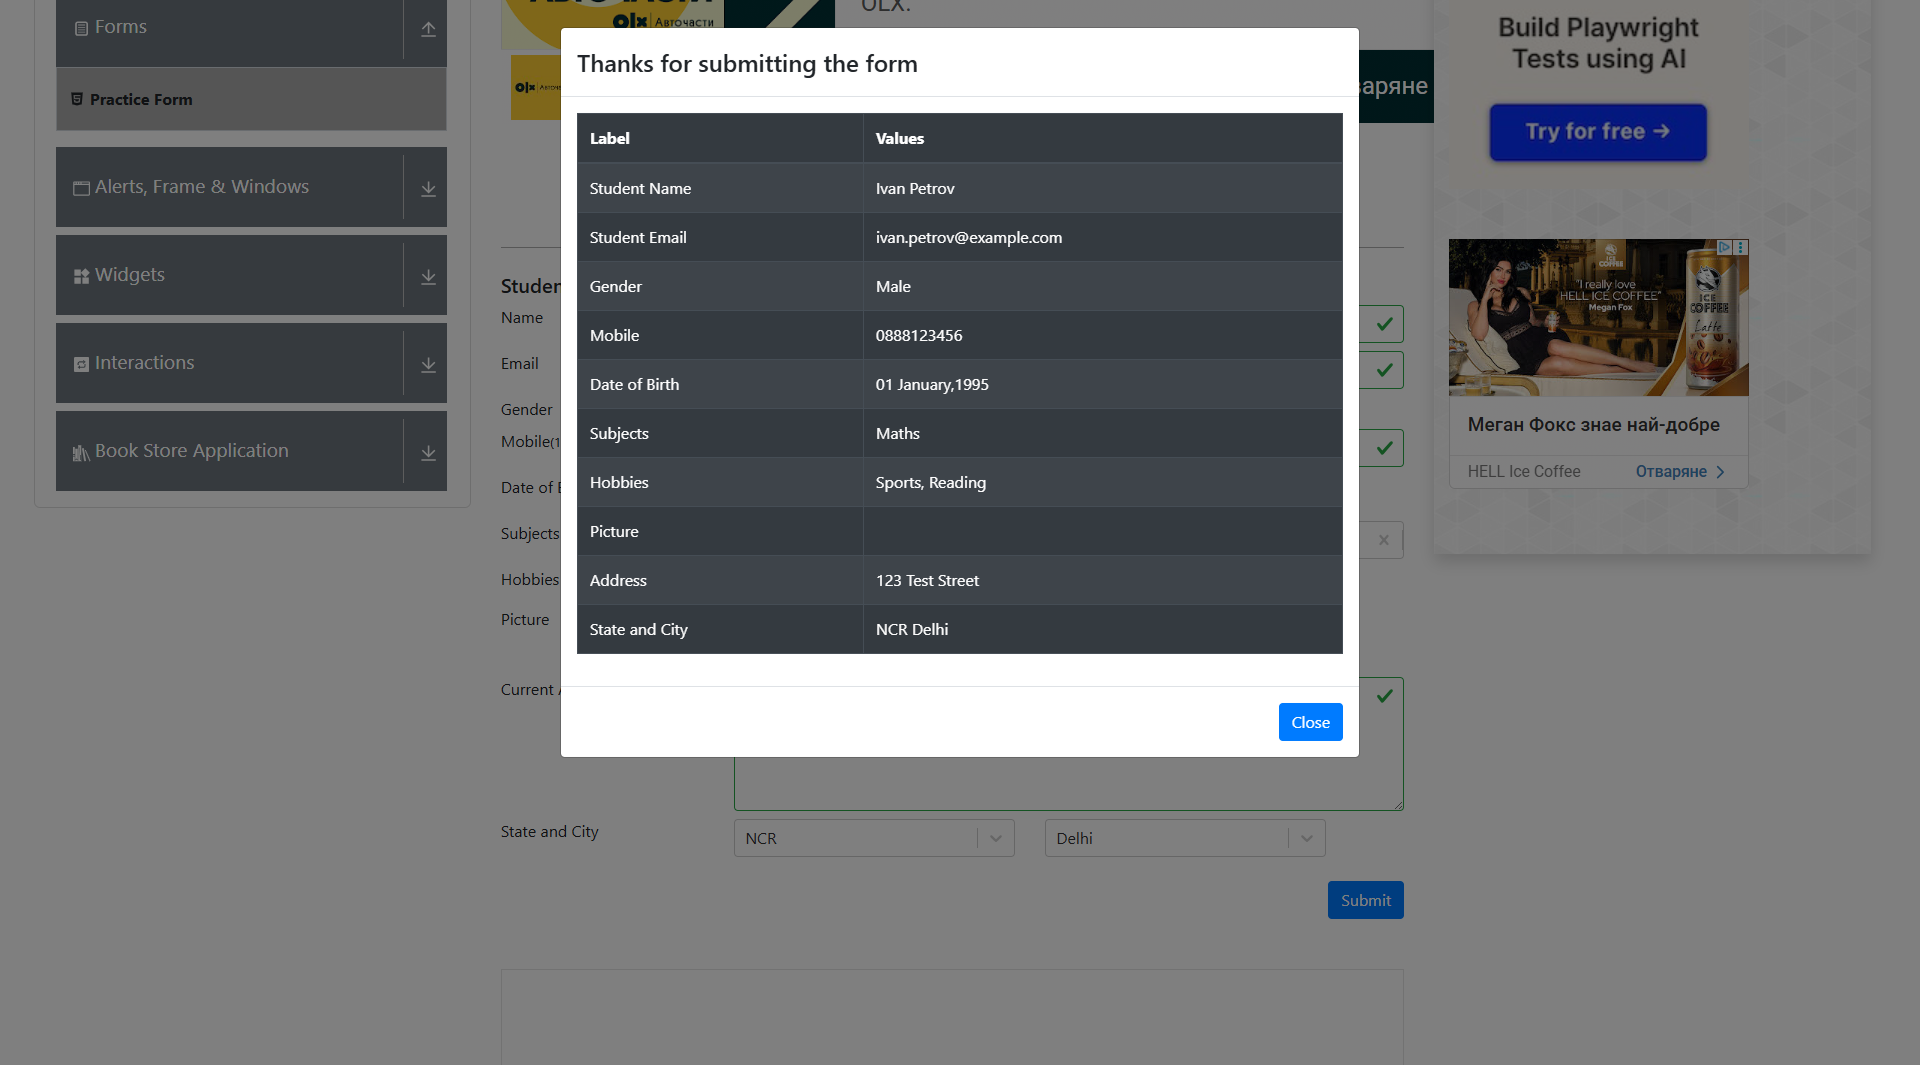 Forms
Practice Form
Alerts, Frame & Windows
Widgets
Interactions
Book Store Application
olx Авточасти
OLX.
olx
Thanks for submitting the form
Label Values
Student Name Ivan Petrov
Student Email ivan.petrov@example.com
Gender Male
Mobile 0888123456
Date of Birth 01 January,1995
Subjects Maths
Hobbies Sports, Reading
Picture
Address 123 Test Street
State and City NCR Delhi
Close
Name
Email
Gender
Mobile(1
Date of
Subjects
Hobbies
Picture
Current
State and City NCR Delhi
Submit
Build Playwright
Tests using AI
Try for free →
ICE
COFFEE
"I really love
HELL ICE COFFEE"
Megan Fox
ICE
COFFEE
Latte
Меган Фокс знае най-добре
HELL Ice Coffee Отваряне